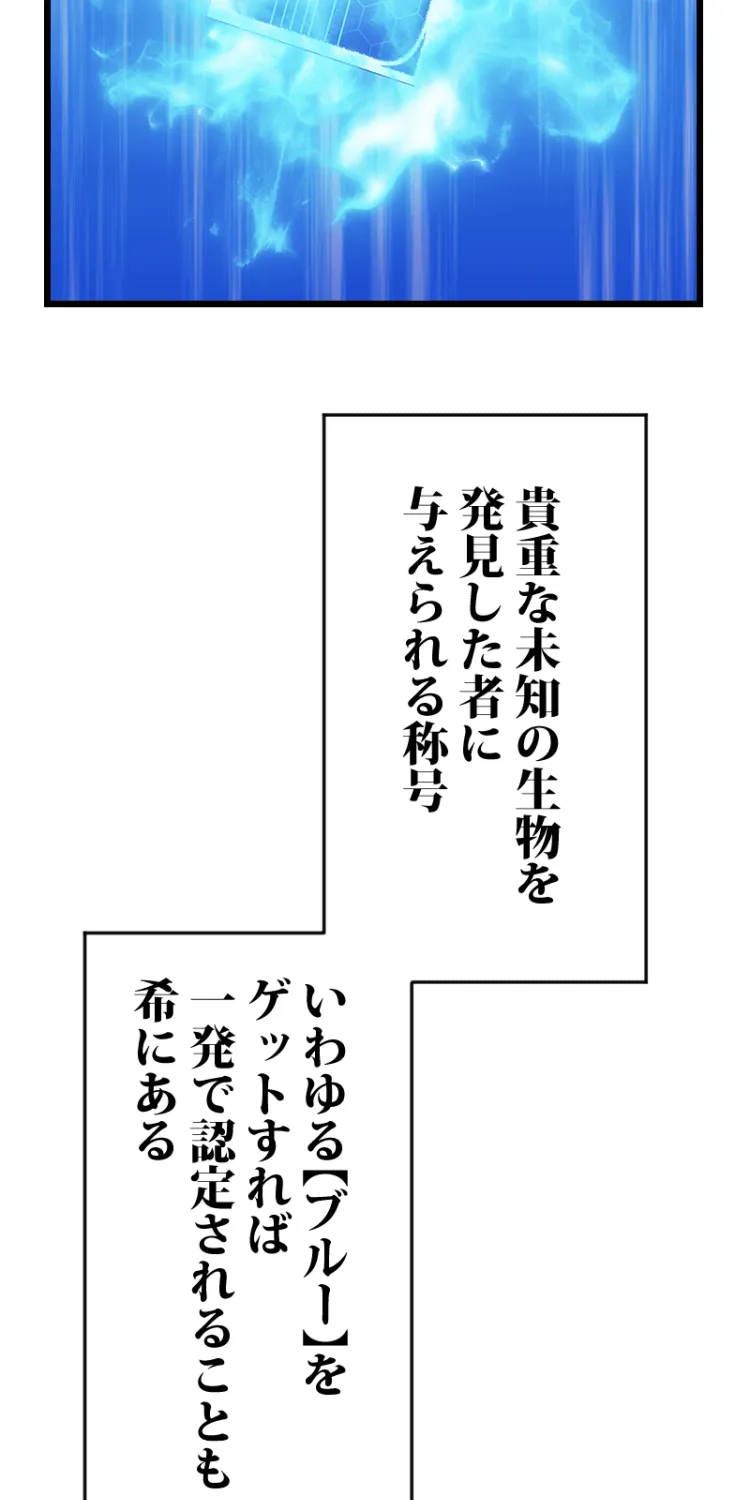 貴重な未知の生物を
発見した者に
与えられる称号
いわゆる【ブルー】を
ゲットすれば
一発で認定されることも
希にある